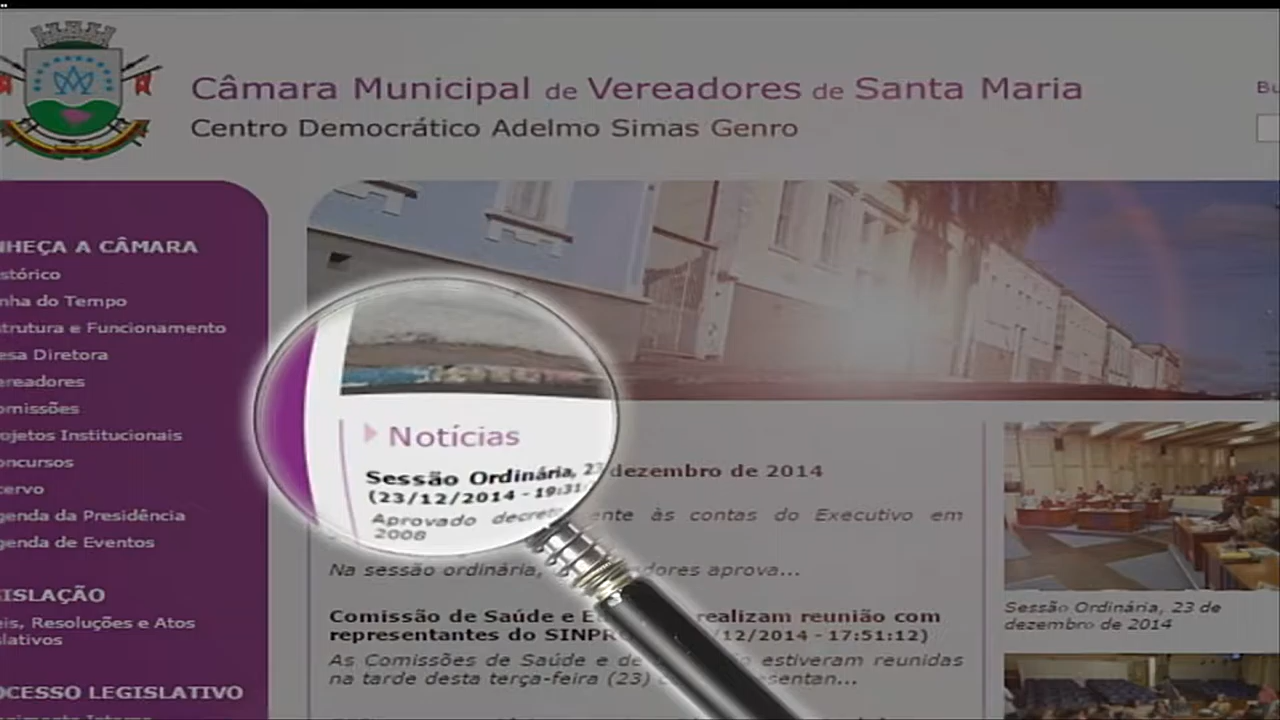 Câmara Municipal de Vereadores de Santa Maria
Centro Democrático Adelmo Simas Genro
NHEÇA A CÂMARA
stórico
nha do Tempo
strutura e Funcionamento
esa Diretora
ereadores
omissões
ojetos Institucionais
oncursos
cervo
genda da Presidência
genda de Eventos
ISLAÇÃO
eis, Resoluções e Atos
slativos
OCESSO LEGISLATIVO
Notícias
Sessão Ordinária, 23 dezembro de 2014
(23/12/2014 - 19:31
Aprovado decret ente às contas do Executivo em
2008
Na sessão ordinária, adores aprova...
Comissão de Saúde e E realizam reunião com
representantes do SINPR /12/2014 - 17:51:12)
As Comissões de Saúde e de estiveram reunidas
na tarde desta terça-feira (23) sentan...
Sessão Ordinária, 23 de
dezembro de 2014